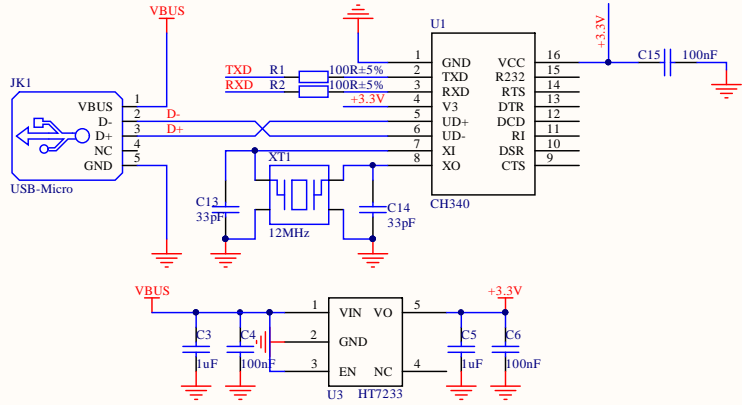 VBUS
U1
+3.3V
C15 100nF
1 GND VCC 16
TXD R1 100R±5% 2 TXD R232 15
RXD R2 100R±5% 3 RXD RTS 14
+3.3V 4 V3 DTR 13
JK1
VBUS 1
D- 2 D- 5 UD+ DCD 12
D+ 3 D+ 6 UD- RI 11
NC 4 7 XI DSR 10
GND 5 8 XO CTS 9
USB-Micro
XT1
C13
33pF
12MHz
C14
33pF
CH340
VBUS
+3.3V
1 VIN VO 5
2 GND
3 EN NC 4
C3
1uF
C4
100nF
C5
1uF
C6
100nF
U3 HT7233